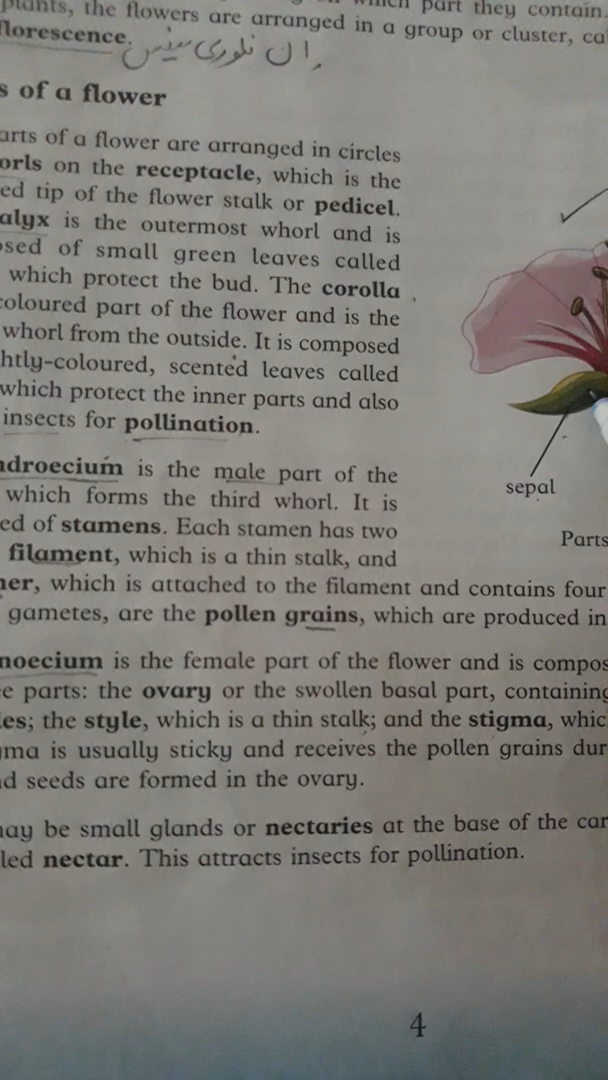 plants, the flowers are arranged in a group or cluster, ca
florescence.
ان فلوری سینس
s of a flower
arts of a flower are arranged in circles
orls on the receptacle, which is the
ed tip of the flower stalk or pedicel.
alyx is the outermost whorl and is
osed of small green leaves called
which protect the bud. The corolla
coloured part of the flower and is the
whorl from the outside. It is composed
htly-coloured, scented leaves called
which protect the inner parts and also
insects for pollination.
sepal
Parts
ndroecium is the male part of the
which forms the third whorl. It is
ed of stamens. Each stamen has two
filament, which is a thin stalk, and
her, which is attached to the filament and contains four
gametes, are the pollen grains, which are produced in
noecium is the female part of the flower and is compos
e parts: the ovary or the swollen basal part, containing
les; the style, which is a thin stalk; and the stigma, whic
gma is usually sticky and receives the pollen grains dur
nd seeds are formed in the ovary.
may be small glands or nectaries at the base of the car
led nectar. This attracts insects for pollination.
4